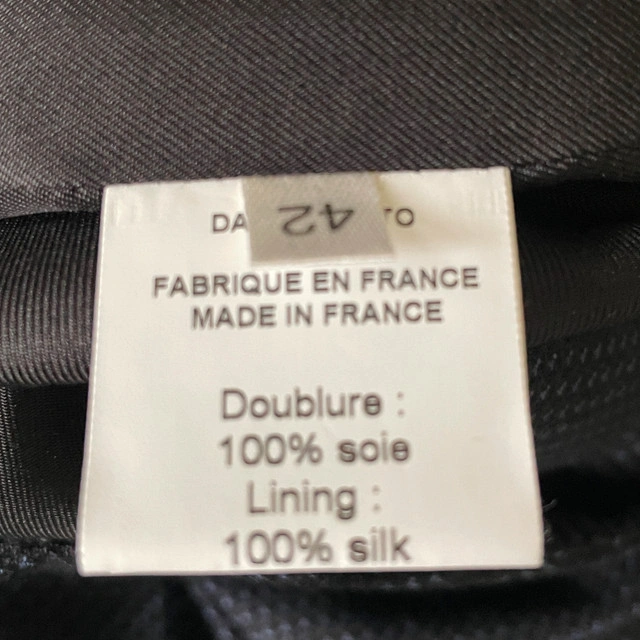 42
FABRIQUE EN FRANCE
MADE IN FRANCE
Doublure :
100% soie
Lining :
100% silk